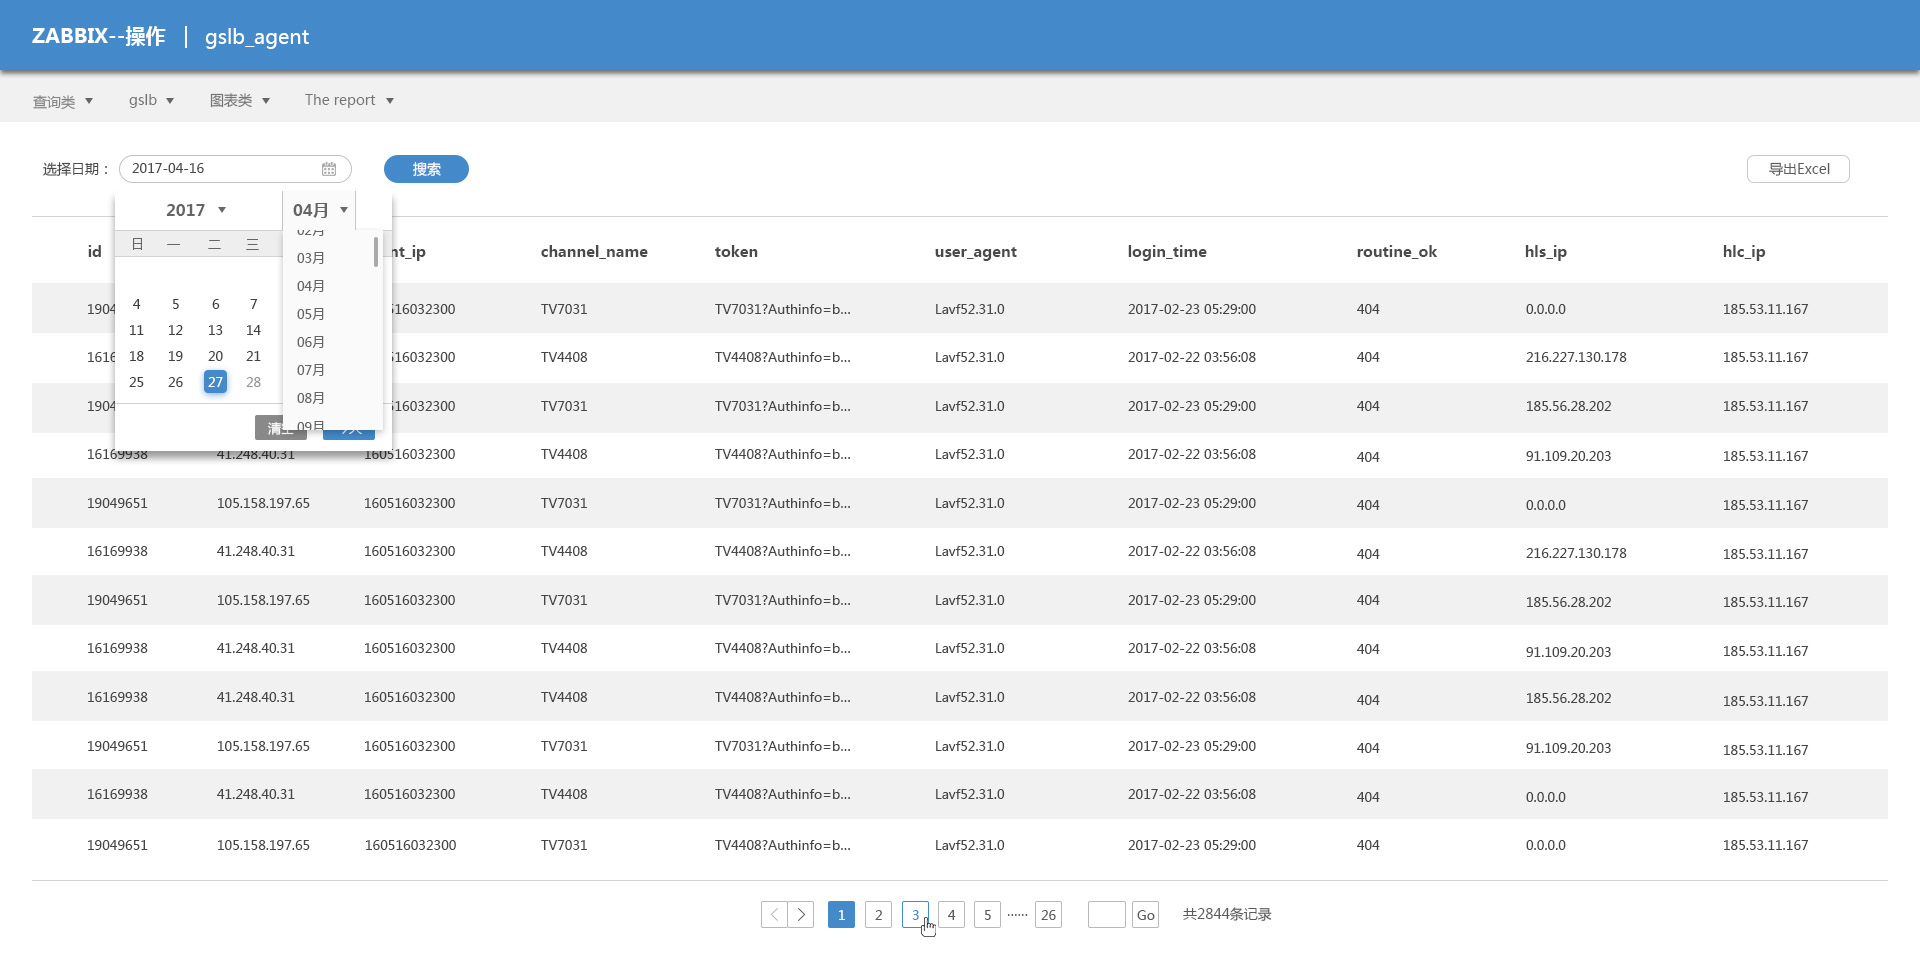 ZABBIX--操作 | gslb_agent
查询类 gslb 图表类 The report
选择日期： 2017-04-16 搜索 导出Excel
2017 04月
日 一 二 三
02月
03月
04月
05月
06月
07月
08月
09月
4 5 6 7
11 12 13 14
18 19 20 21
25 26 27 28
清空
id nt_ip channel_name token user_agent login_time routine_ok hls_ip hlc_ip
1904 516032300 TV7031 TV7031?Authinfo=b... Lavf52.31.0 2017-02-23 05:29:00 404 0.0.0.0 185.53.11.167
1616 516032300 TV4408 TV4408?Authinfo=b... Lavf52.31.0 2017-02-22 03:56:08 404 216.227.130.178 185.53.11.167
1904 516032300 TV7031 TV7031?Authinfo=b... Lavf52.31.0 2017-02-23 05:29:00 404 185.56.28.202 185.53.11.167
16169938 41.248.40.31 160516032300 TV4408 TV4408?Authinfo=b... Lavf52.31.0 2017-02-22 03:56:08 404 91.109.20.203 185.53.11.167
19049651 105.158.197.65 160516032300 TV7031 TV7031?Authinfo=b... Lavf52.31.0 2017-02-23 05:29:00 404 0.0.0.0 185.53.11.167
16169938 41.248.40.31 160516032300 TV4408 TV4408?Authinfo=b... Lavf52.31.0 2017-02-22 03:56:08 404 216.227.130.178 185.53.11.167
19049651 105.158.197.65 160516032300 TV7031 TV7031?Authinfo=b... Lavf52.31.0 2017-02-23 05:29:00 404 185.56.28.202 185.53.11.167
16169938 41.248.40.31 160516032300 TV4408 TV4408?Authinfo=b... Lavf52.31.0 2017-02-22 03:56:08 404 91.109.20.203 185.53.11.167
16169938 41.248.40.31 160516032300 TV4408 TV4408?Authinfo=b... Lavf52.31.0 2017-02-22 03:56:08 404 185.56.28.202 185.53.11.167
19049651 105.158.197.65 160516032300 TV7031 TV7031?Authinfo=b... Lavf52.31.0 2017-02-23 05:29:00 404 91.109.20.203 185.53.11.167
16169938 41.248.40.31 160516032300 TV4408 TV4408?Authinfo=b... Lavf52.31.0 2017-02-22 03:56:08 404 0.0.0.0 185.53.11.167
19049651 105.158.197.65 160516032300 TV7031 TV4408?Authinfo=b... Lavf52.31.0 2017-02-23 05:29:00 404 0.0.0.0 185.53.11.167
< > 1 2 3 4 5 ······ 26 Go 共2844条记录